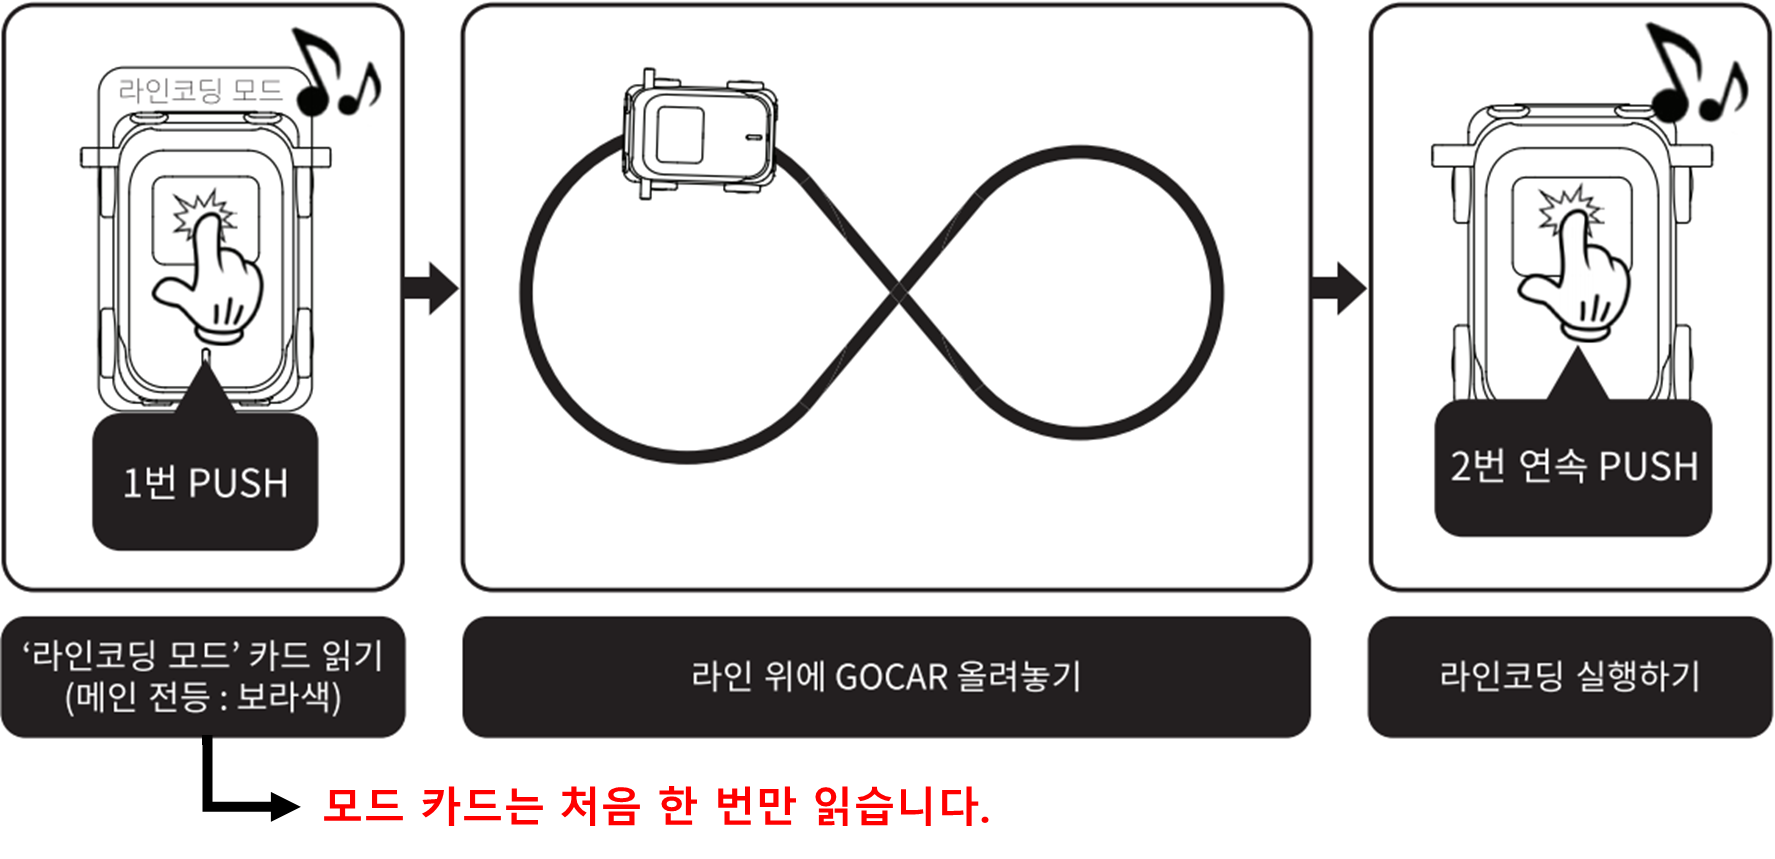 라인코딩 모드
1번 PUSH
2번 연속 PUSH
‘라인코딩 모드’ 카드 읽기
(메인 전등 : 보라색)
라인 위에 GOCAR 올려놓기
라인코딩 실행하기
모드 카드는 처음 한 번만 읽습니다.